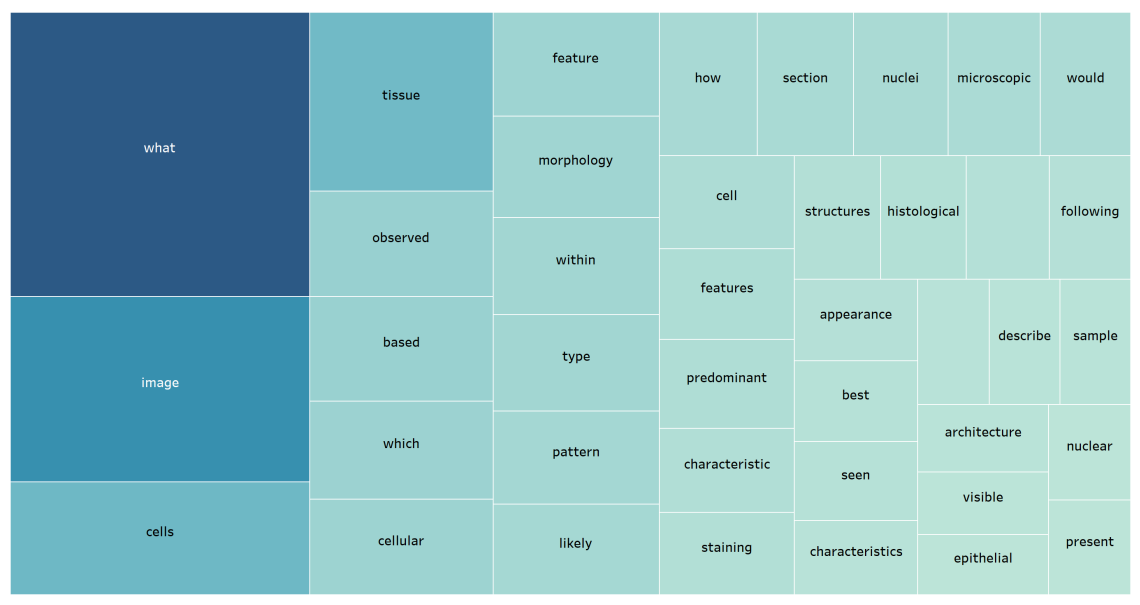 what
image
cells
tissue
observed
based
which
cellular
feature
morphology
within
type
pattern
likely
how
section
nuclei
microscopic
would
cell
features
predominant
characteristic
staining
structures
histological
following
appearance
best
seen
characteristics
describe
sample
architecture
visible
epithelial
nuclear
present